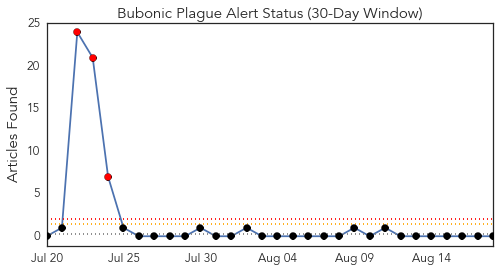 Bubonic Plague Alert Status (30-Day Window)
Articles Found
25
20
15
10
5
0
Jul 20 Jul 25 Jul 30 Aug 04 Aug 09 Aug 14